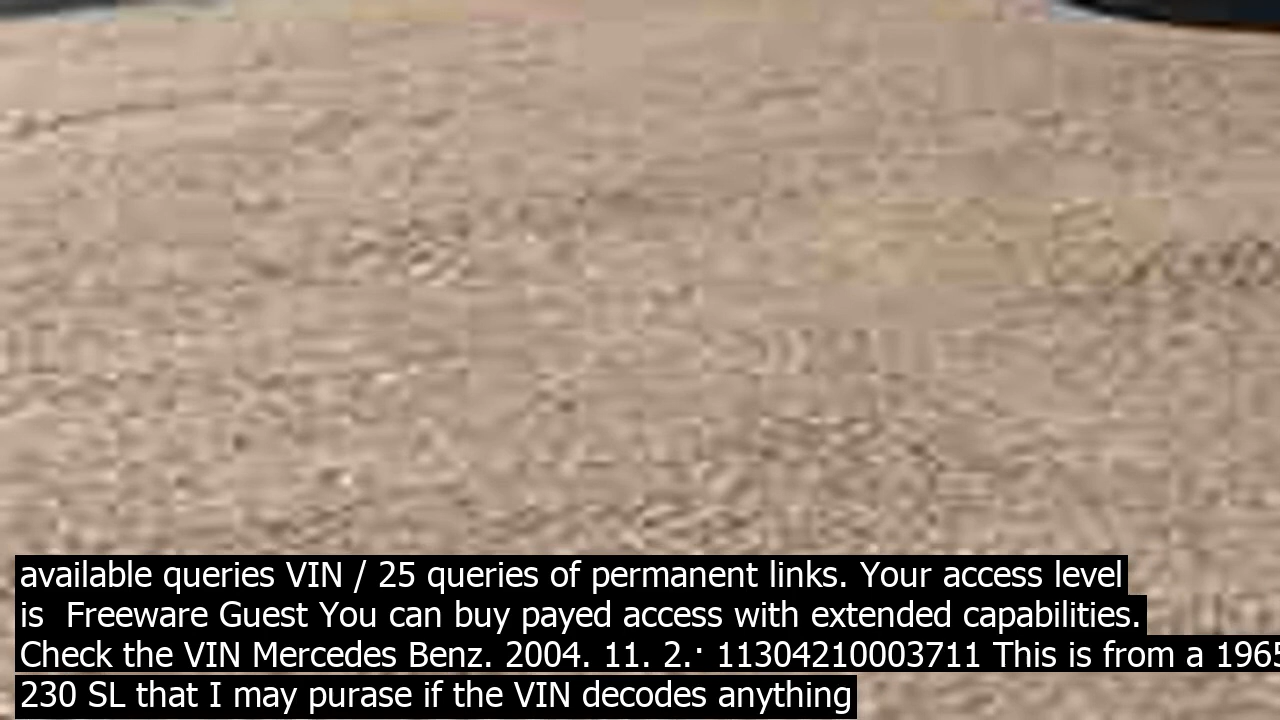 available queries VIN / 25 queries of permanent links. Your access level
is  Freeware Guest You can buy payed access with extended capabilities.
Check the VIN Mercedes Benz. 2004. 11. 2.· 11304210003711 This is from a 1965
230 SL that I may purase if the VIN decodes anything